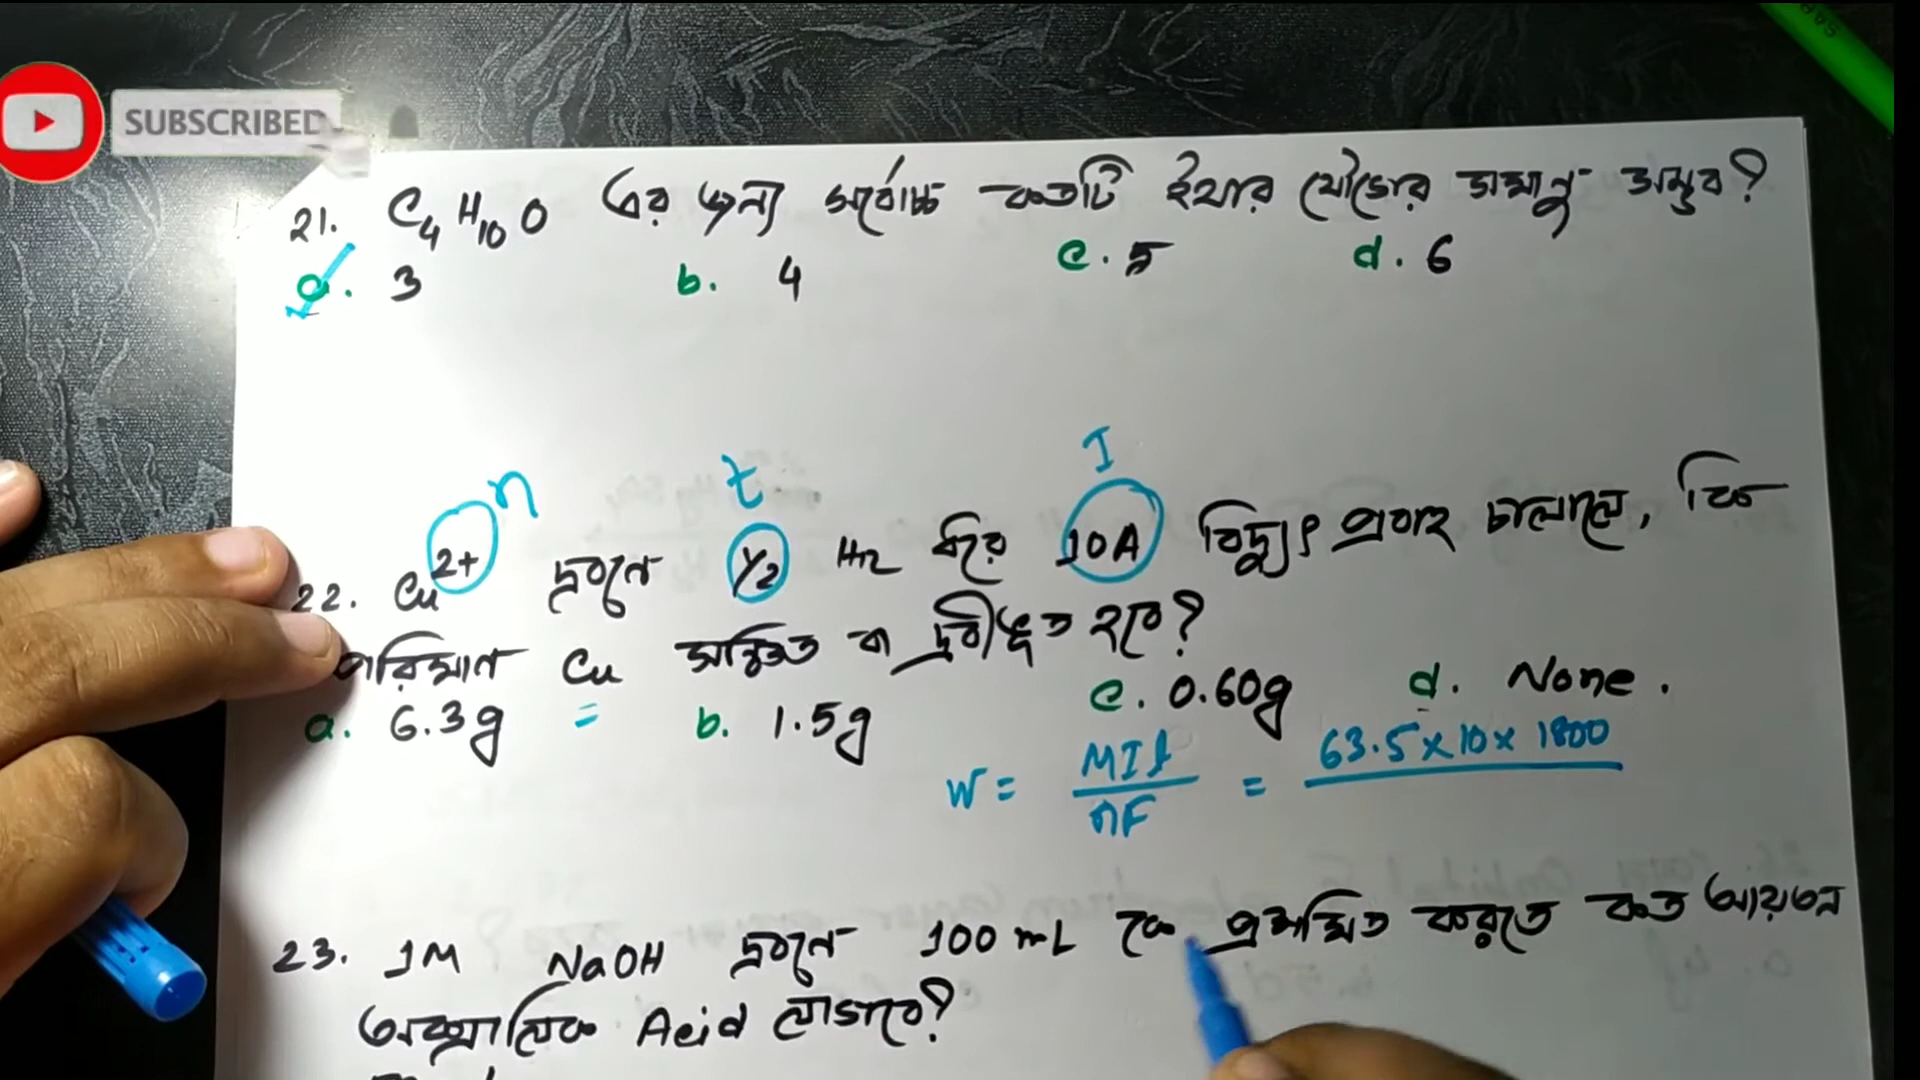 SUBSCRIBED
21. C4H10O এর জন্য সর্বোচ্চ কতটি ইথার যৌগের সমাণু সম্ভব?
a. 3 b. 4 c. 5 d. 6
n t I
22. Cu2+ দ্রবণে 1/2 Hr ধরে 10A বিদ্যুৎ প্রবাহ চালালে, কি
পরিমাণ Cu সঞ্চিত বা দ্রবীভূত হবে?
a. 6.3g b. 1.5g c. 0.60g d. None.
W = MIt/nF = 63.5×10×1800
23. 1M NaOH দ্রবণে 100 mL কে প্রশমিত করতে কত আয়তন
অক্সালিক Acid লাগবে?